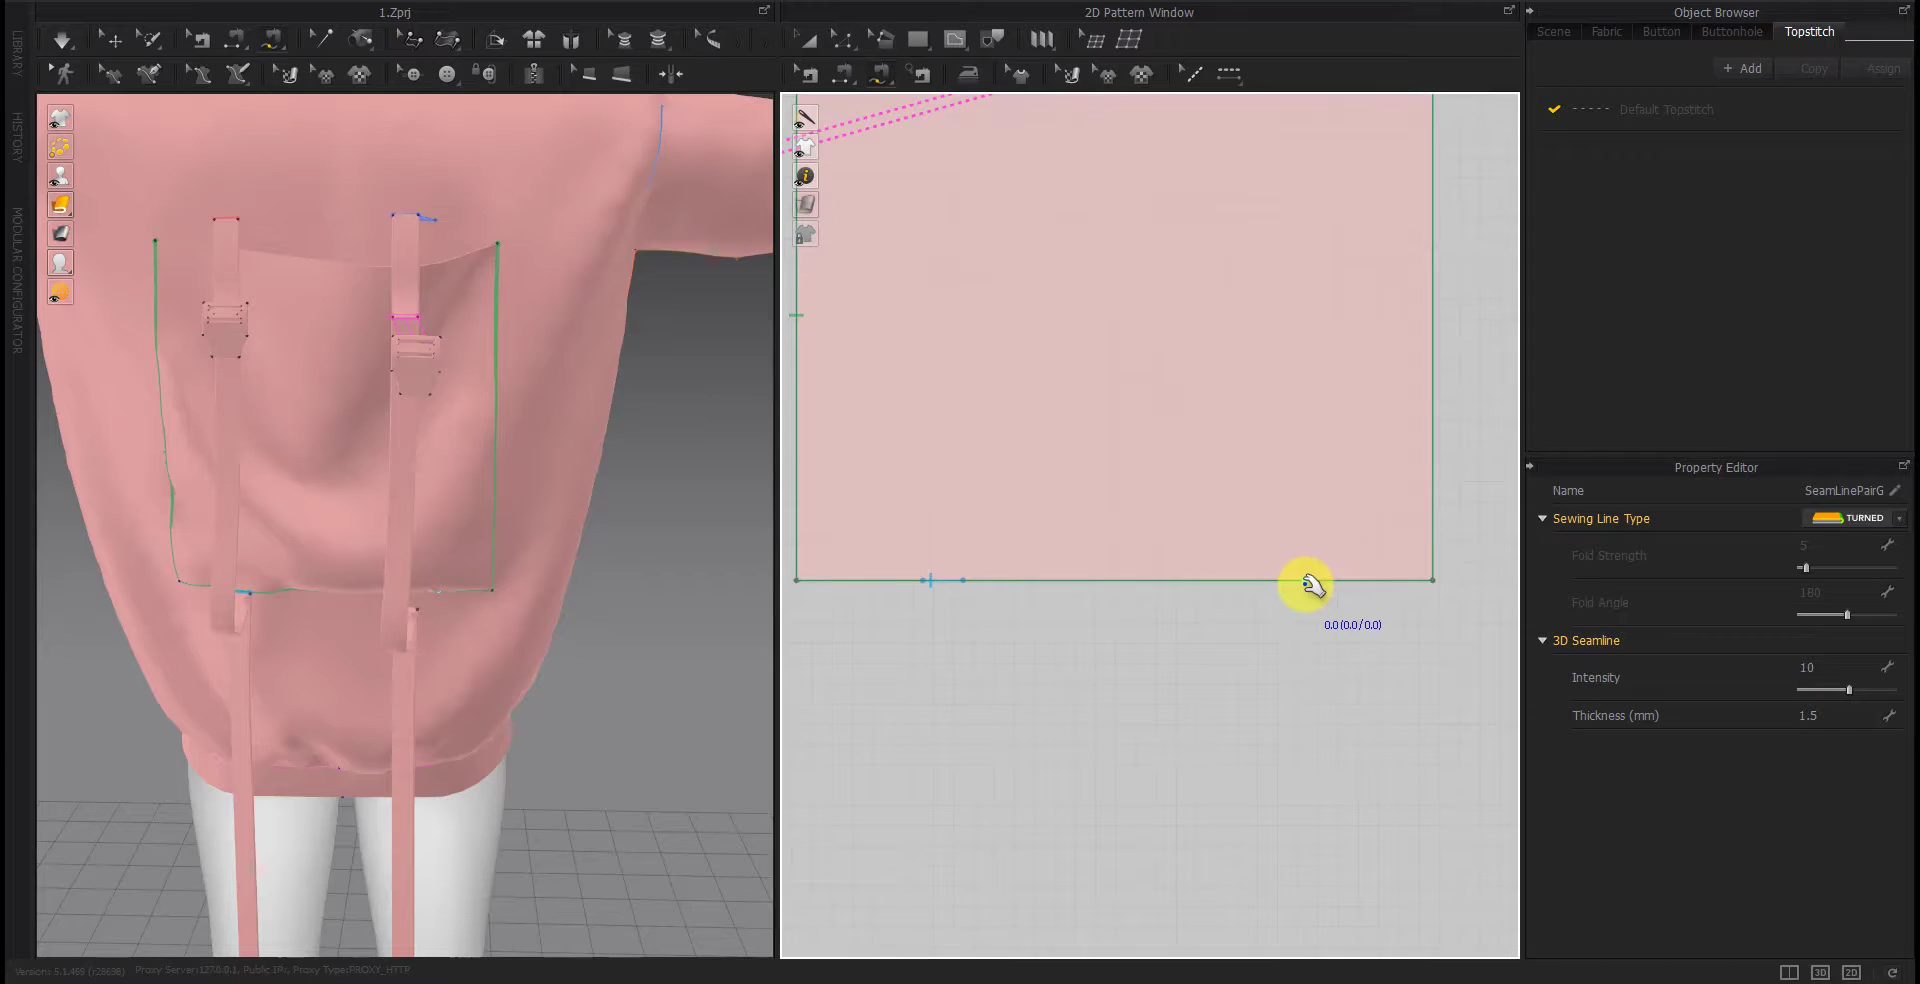 1.Zprj
2D Pattern Window
Object Browser
Scene
Fabric
Button
Buttonhole
Topstitch
+ Add
Copy
Assign
Default Topstitch
LIBRARY
HISTORY
MODULAR CONFIGURATOR
0.0 (0.0/0.0)
Property Editor
Name
SeamLinePairG
Sewing Line Type
TURNED
Fold Strength
5
Fold Angle
180
3D Seamline
Intensity
10
Thickness (mm)
1.5
Version: 5.1.469 (r28698)
Proxy Server:127.0.0.1, Public IP:, Proxy Type:PROXY_HTTP
3D
2D